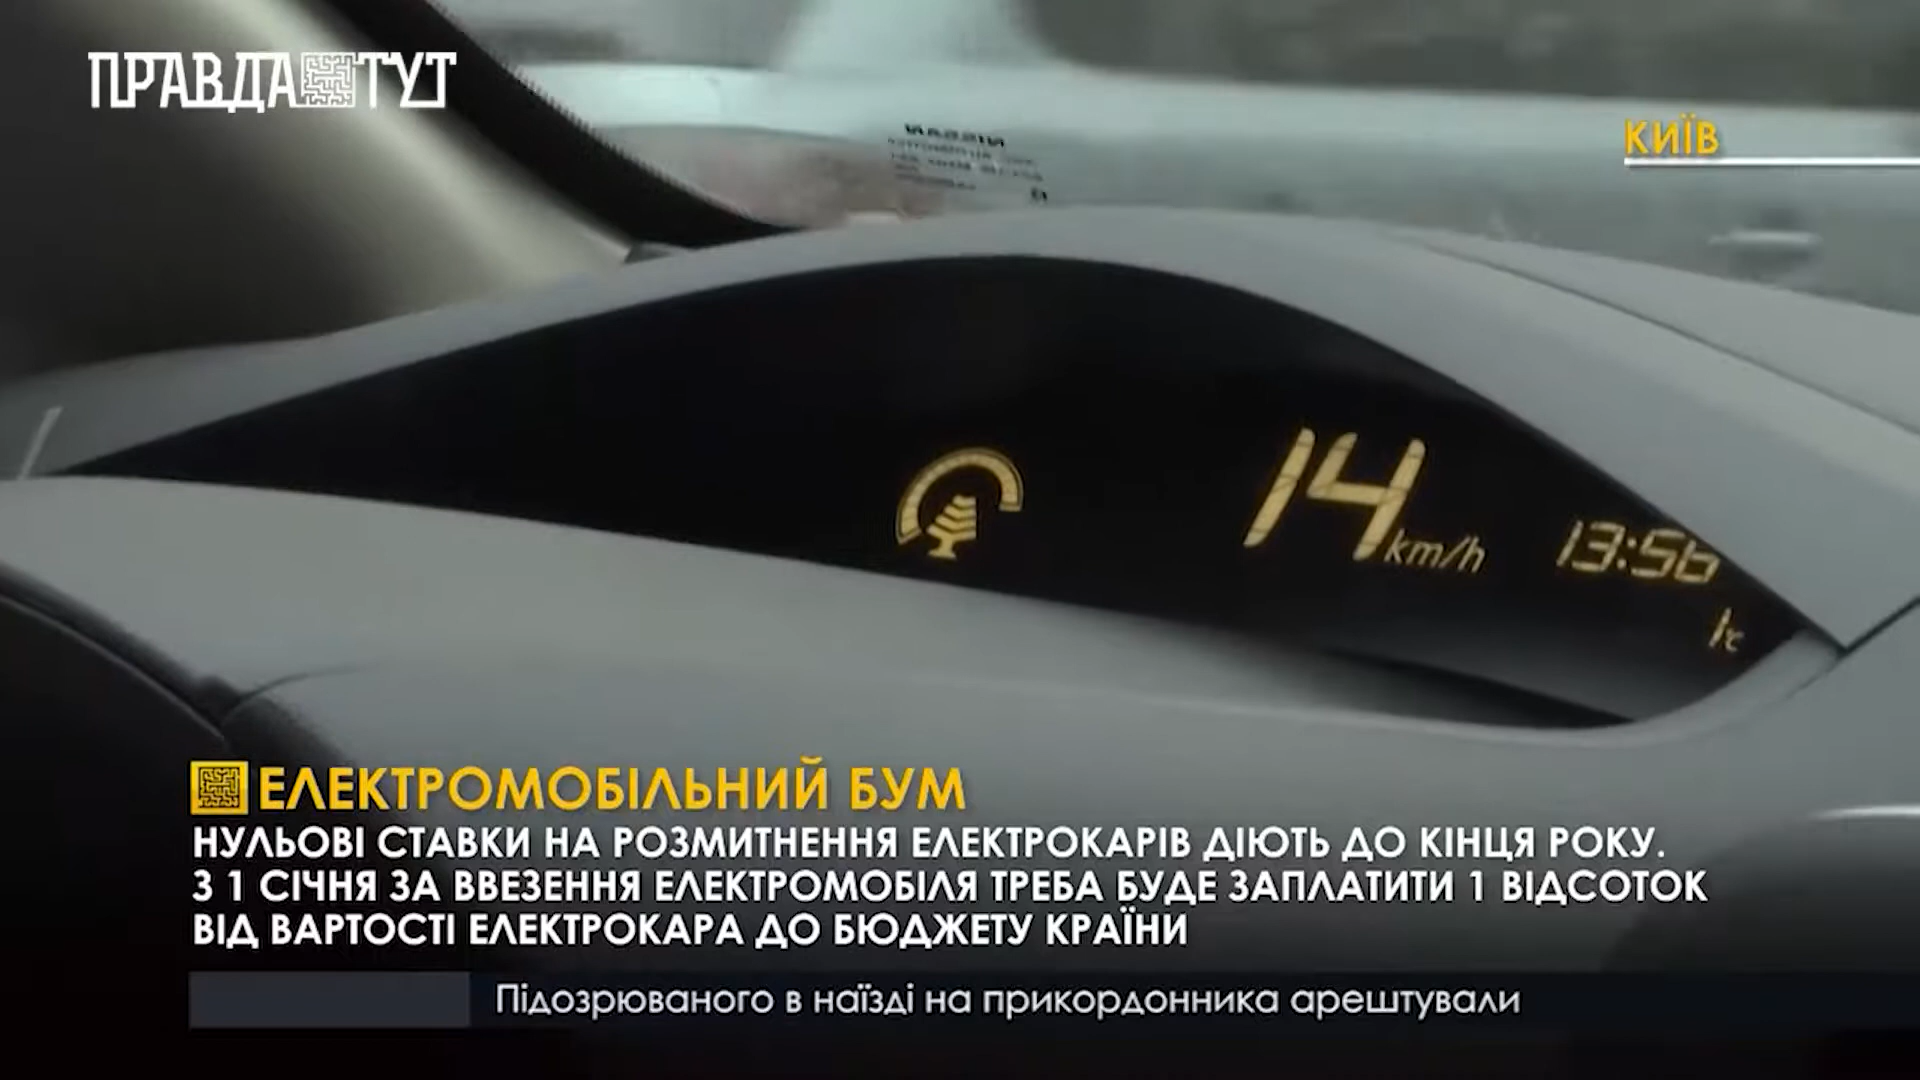 ПРАВДА ТУТ
КИЇВ
14 km/h
13:56
1°C
ЕЛЕКТРОМОБІЛЬНИЙ БУМ
НУЛЬОВІ СТАВКИ НА РОЗМИТНЕННЯ ЕЛЕКТРОКАРІВ ДІЮТЬ ДО КІНЦЯ РОКУ.
З 1 СІЧНЯ ЗА ВВЕЗЕННЯ ЕЛЕКТРОМОБІЛЯ ТРЕБА БУДЕ ЗАПЛАТИТИ 1 ВІДСОТОК
ВІД ВАРТОСТІ ЕЛЕКТРОКАРА ДО БЮДЖЕТУ КРАЇНИ
Підозрюваного в наїзді на прикордонника арештували